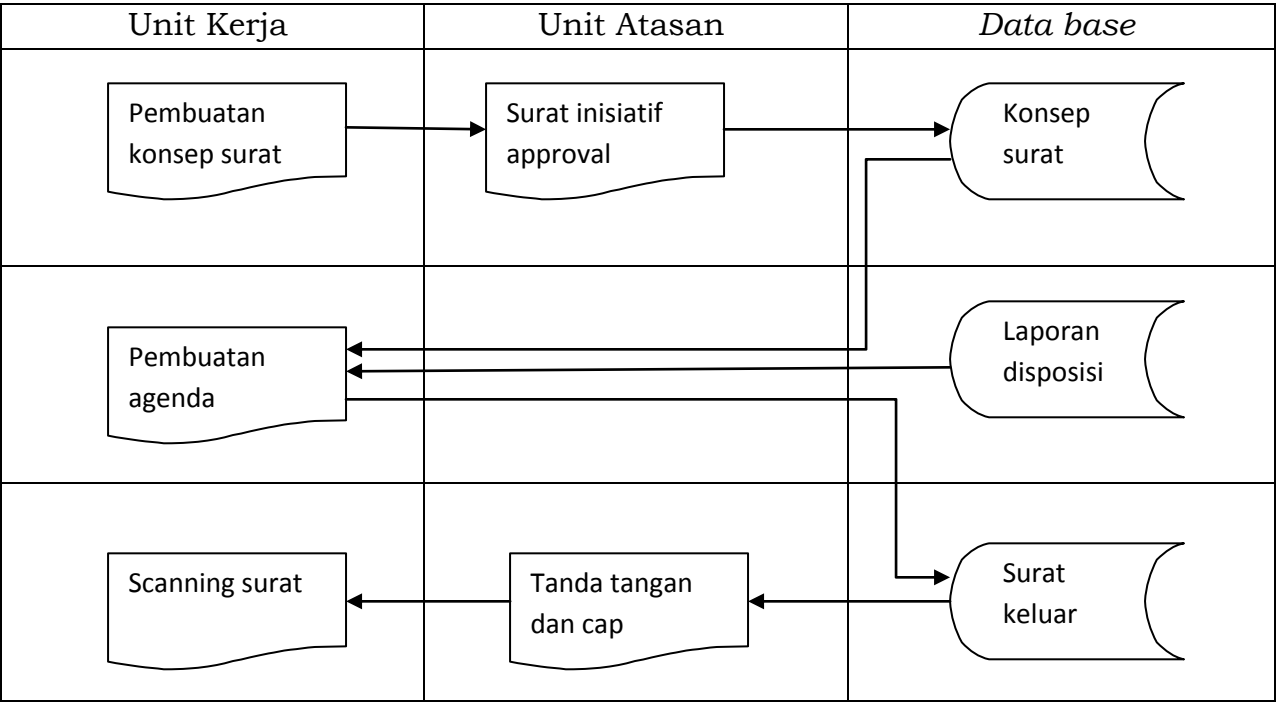 Unit Kerja
Unit Atasan
Data base
Pembuatan
konsep surat
Surat inisiatif
approval
Konsep
surat
Pembuatan
agenda
Laporan
disposisi
Scanning surat
Tanda tangan
dan cap
Surat
keluar